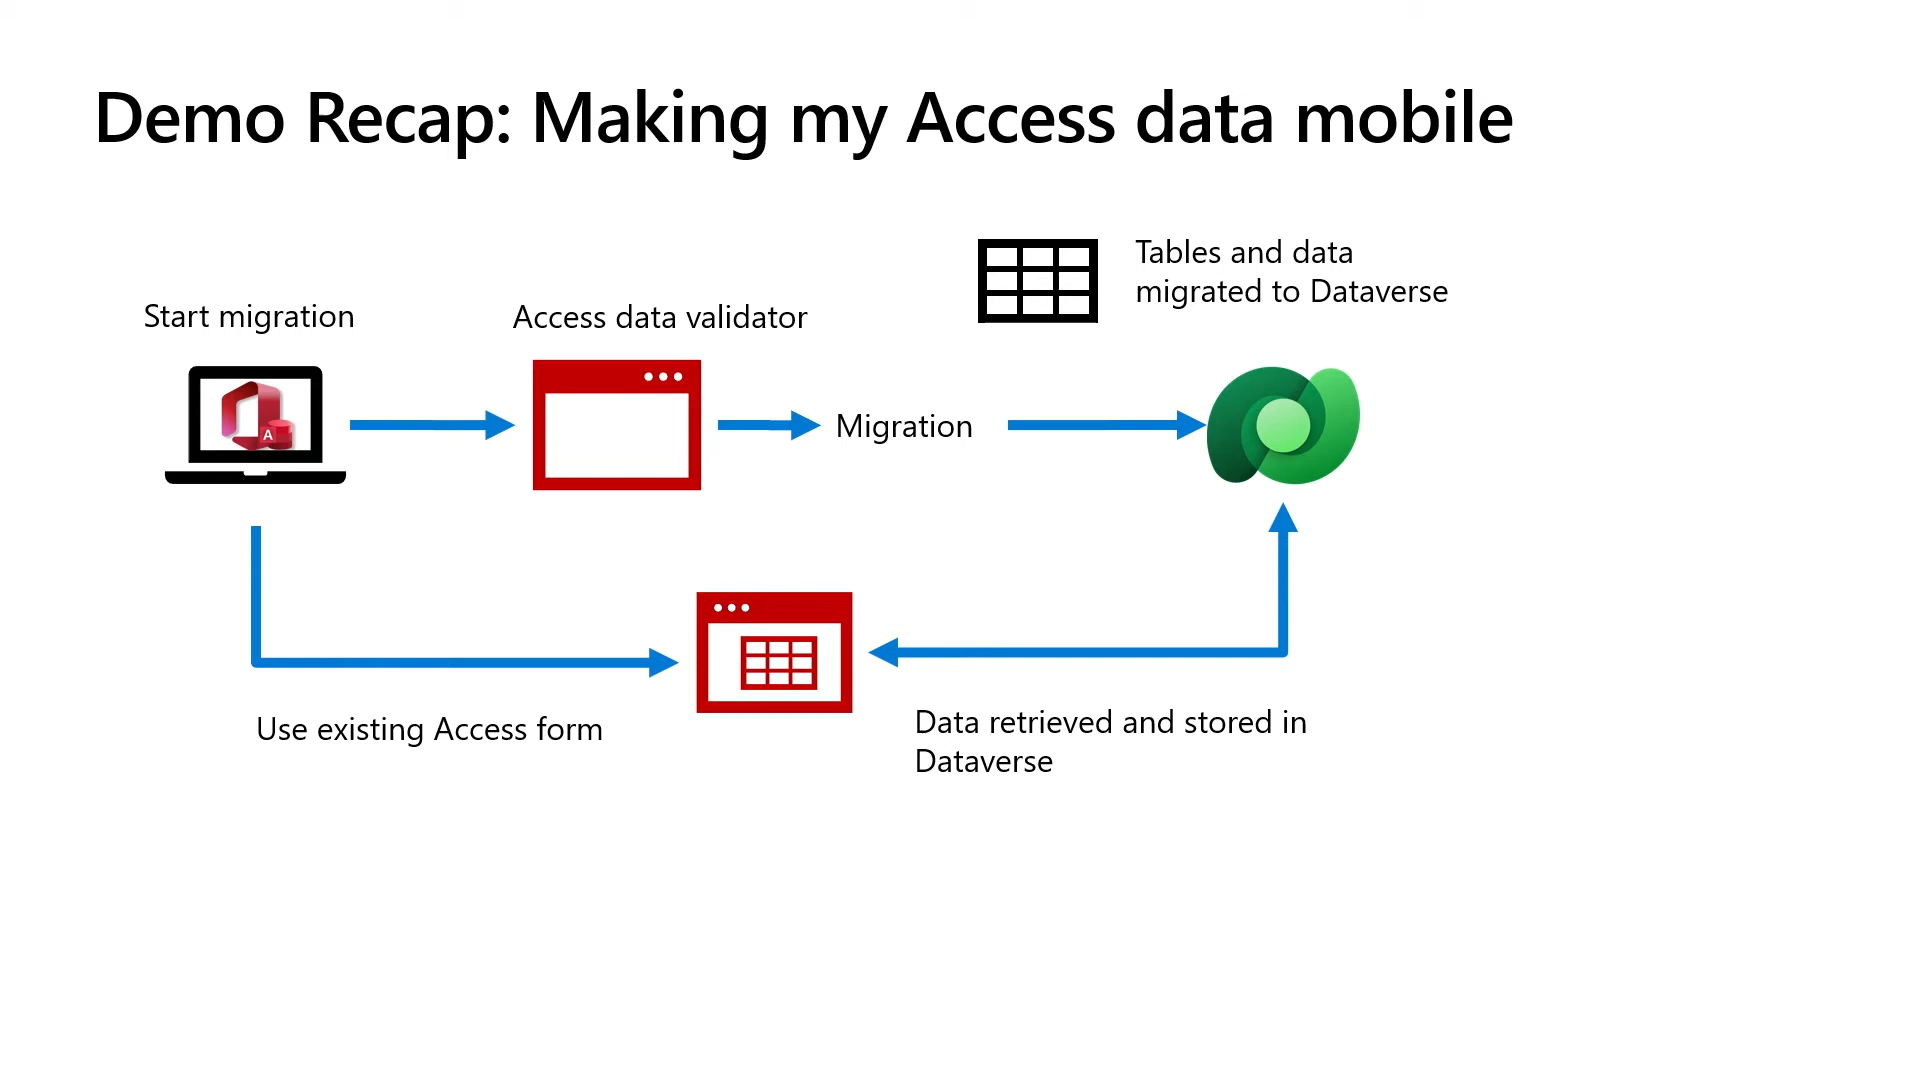 Demo Recap: Making my Access data mobile
Tables and data
migrated to Dataverse
Start migration
Access data validator
A
Migration
Use existing Access form
Data retrieved and stored in
Dataverse